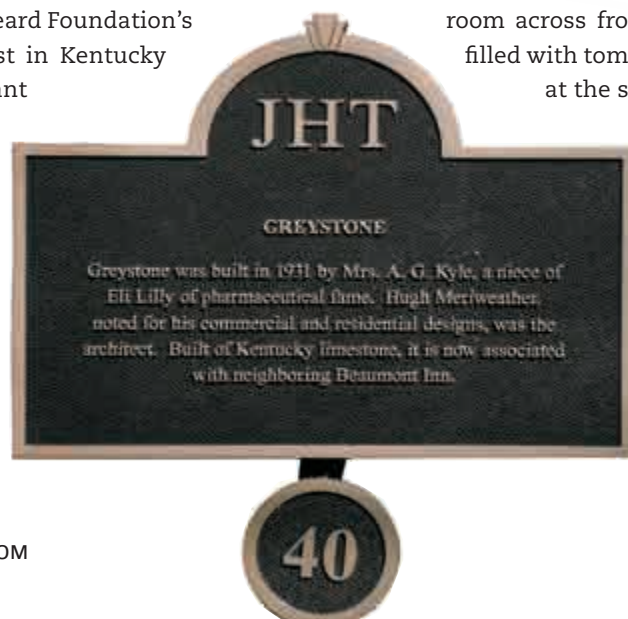 eard Foundation's
st in Kentucky
ant
room across fro
filled with tom
at the s
JHT
GREYSTONE
Greystone was built in 1931 by Mrs. A. G. Kyle, a niece of
Eli Lilly of pharmaceutical fame. Hugh Meriweather,
noted for his commercial and residential designs, was the
architect. Built of Kentucky limestone, it is now associated
with neighboring Beaumont Inn.
40
OM